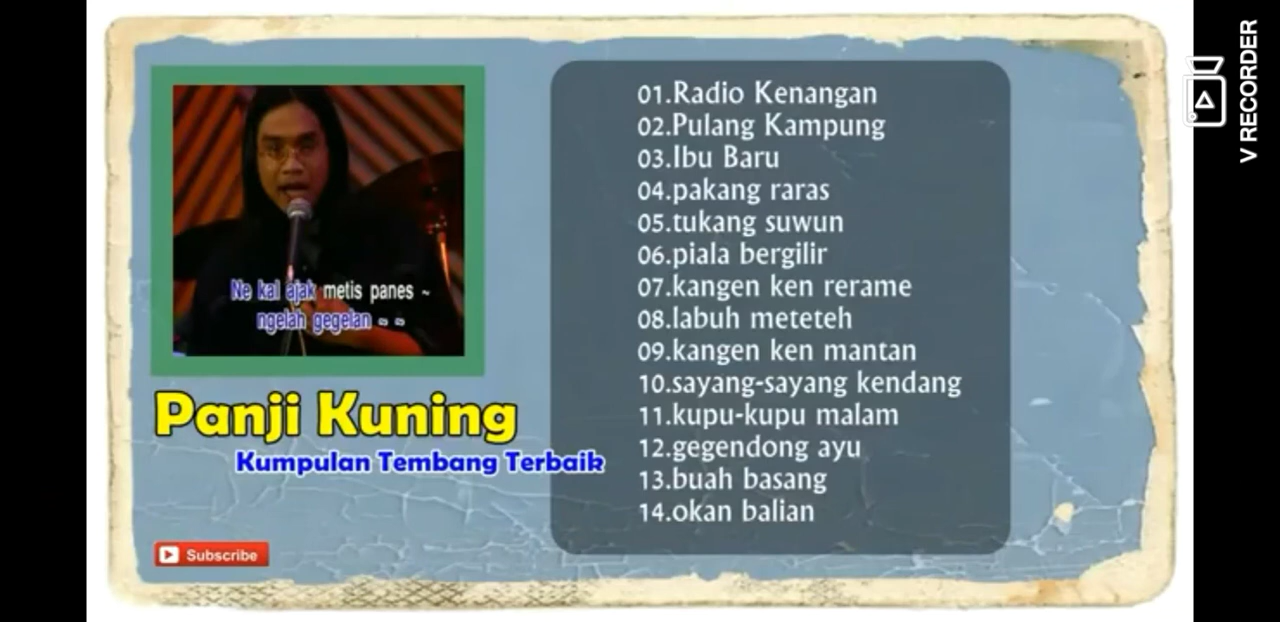 Ne kal ajak metis panes ~
ngelah gegelan ~ ~
Panji Kuning
Kumpulan Tembang Terbaik
Subscribe
01.Radio Kenangan
02.Pulang Kampung
03.Ibu Baru
04.pakang raras
05.tukang suwun
06.piala bergilir
07.kangen ken rerame
08.labuh meteteh
09.kangen ken mantan
10.sayang-sayang kendang
11.kupu-kupu malam
12.gegendong ayu
13.buah basang
14.okan balian
V RECORDER